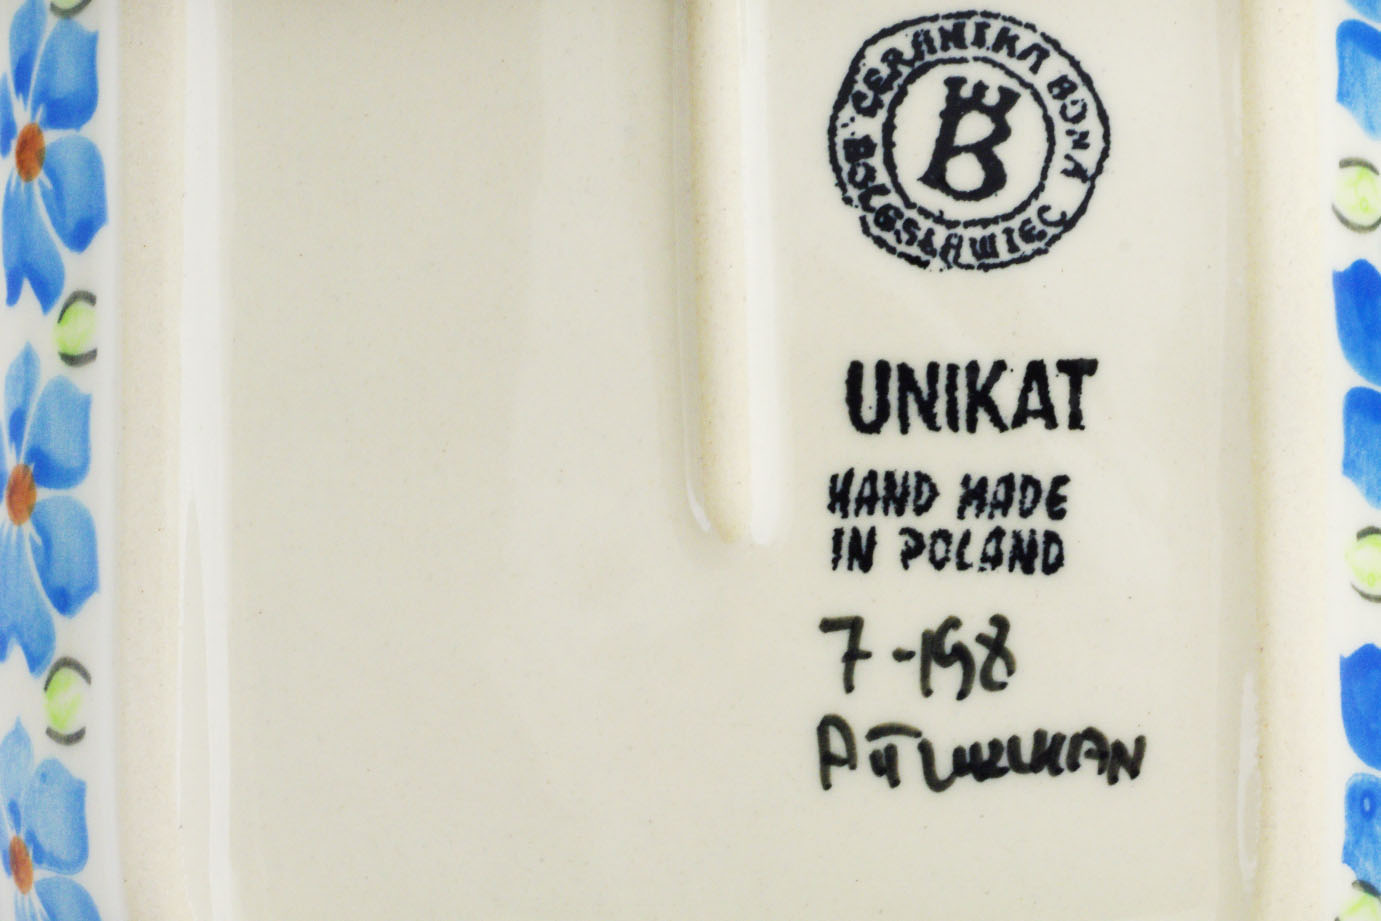 CERAMIKA BONA
BOLESŁAWIEC
B
UNIKAT
HAND MADE
IN POLAND
7-198